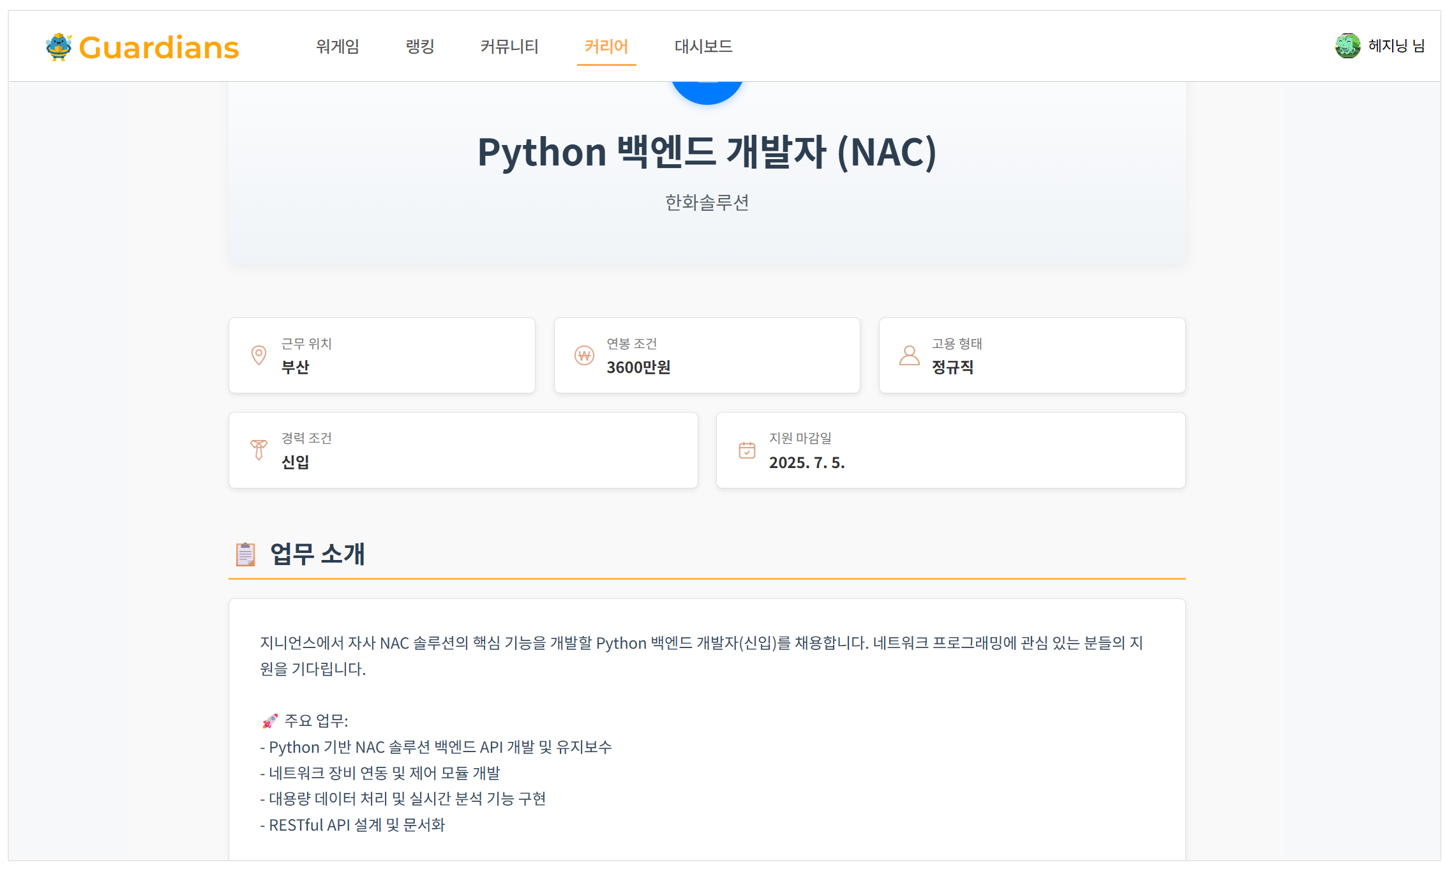 Guardians
워게임
랭킹
커뮤니티
커리어
대시보드
헤지닝 님
Python 백엔드 개발자 (NAC)
한화솔루션
근무 위치
부산
연봉 조건
3600만원
고용 형태
정규직
경력 조건
신입
지원 마감일
2025. 7. 5.
📋 업무 소개
지니언스에서 자사 NAC 솔루션의 핵심 기능을 개발할 Python 백엔드 개발자(신입)를 채용합니다. 네트워크 프로그래밍에 관심 있는 분들의 지
원을 기다립니다.
🚀 주요 업무:
- Python 기반 NAC 솔루션 백엔드 API 개발 및 유지보수
- 네트워크 장비 연동 및 제어 모듈 개발
- 대용량 데이터 처리 및 실시간 분석 기능 구현
- RESTful API 설계 및 문서화